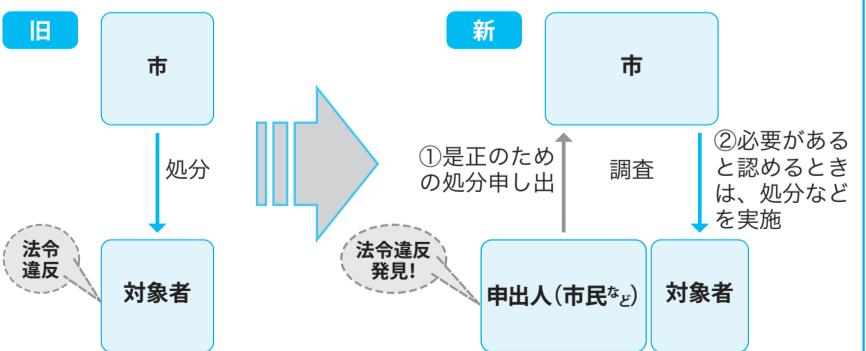 旧
市
処分
法令
違反
対象者
新
市
①是正のため
の処分申し出
調査
②必要がある
と認めるとき
は、処分など
を実施
法令違反
発見!
申出人(市民など)
対象者